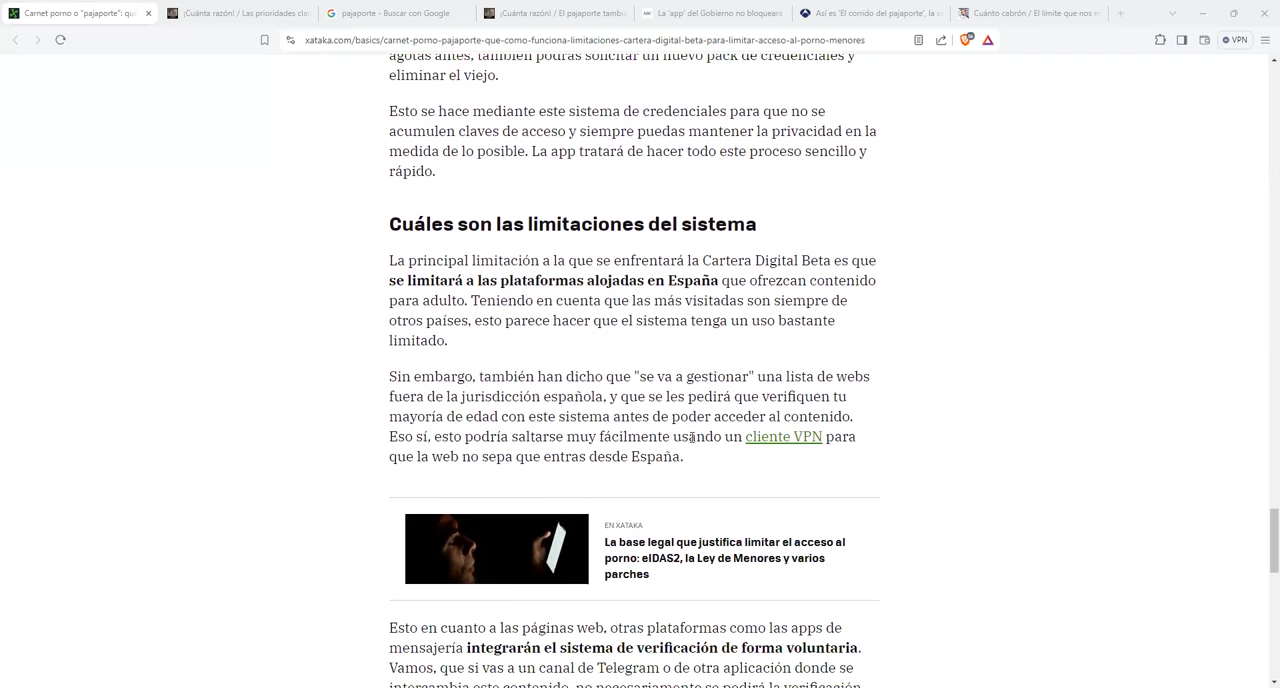 Carnet porno o "pajaporte": qu
¡Cuánta razón! / Las prioridades cla
pajaporte - Buscar con Google
¡Cuánta razón! / El pajaporte tambié
La 'app' del Gobierno no bloqueara
Así es 'El corrido del pajaporte', la c
Cuánto cabrón / El límite que nos m
xataka.com/basics/carnet-porno-pajaporte-que-como-funciona-limitaciones-cartera-digital-beta-para-limitar-acceso-al-porno-menores
VPN
agotas antes, también podrás solicitar un nuevo pack de credenciales y
eliminar el viejo.
Esto se hace mediante este sistema de credenciales para que no se
acumulen claves de acceso y siempre puedas mantener la privacidad en la
medida de lo posible. La app tratará de hacer todo este proceso sencillo y
rápido.
Cuáles son las limitaciones del sistema
La principal limitación a la que se enfrentará la Cartera Digital Beta es que
se limitará a las plataformas alojadas en España que ofrezcan contenido
para adulto. Teniendo en cuenta que las más visitadas son siempre de
otros países, esto parece hacer que el sistema tenga un uso bastante
limitado.
Sin embargo, también han dicho que "se va a gestionar" una lista de webs
fuera de la jurisdicción española, y que se les pedirá que verifiquen tu
mayoría de edad con este sistema antes de poder acceder al contenido.
Eso sí, esto podría saltarse muy fácilmente usando un cliente VPN para
que la web no sepa que entras desde España.
EN XATAKA
La base legal que justifica limitar el acceso al
porno: eIDAS2, la Ley de Menores y varios
parches
Esto en cuanto a las páginas web, otras plataformas como las apps de
mensajería integrarán el sistema de verificación de forma voluntaria.
Vamos, que si vas a un canal de Telegram o de otra aplicación donde se
intercambia este contenido, no necesariamente se pedirá la verificación